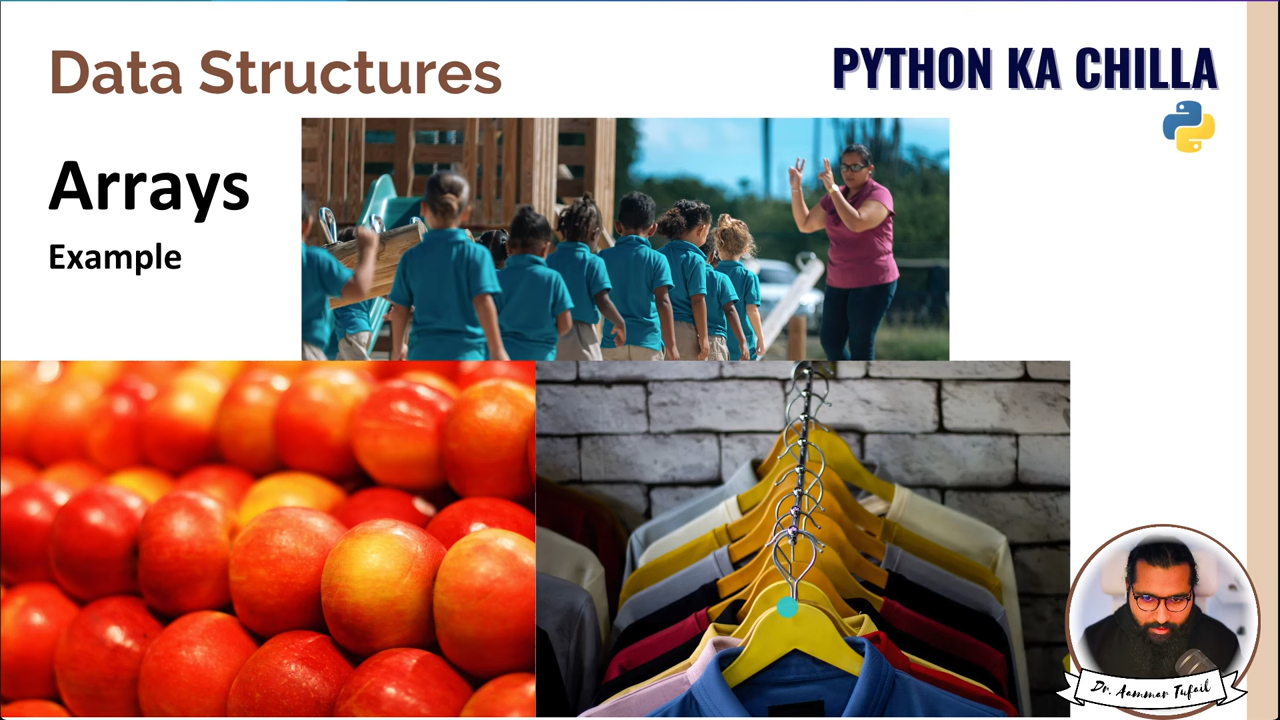 Data Structures
PYTHON KA CHILLA
Arrays
Example
Dr. Aammar Tufail